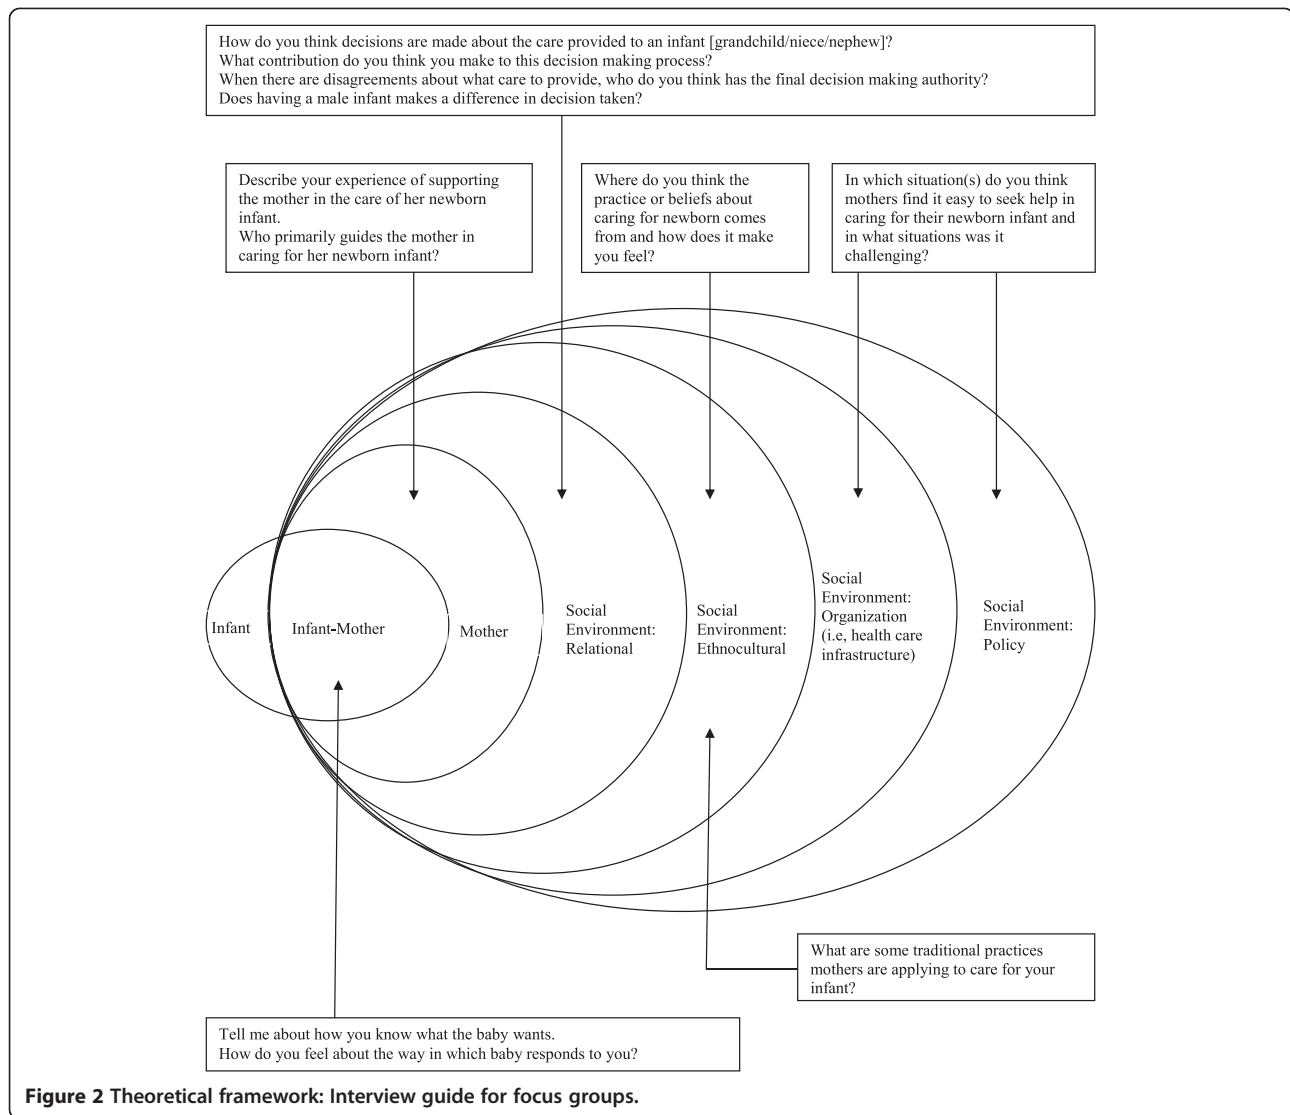 How do you think decisions are made about the care provided to an infant [grandchild/niece/nephew]?
What contribution do you think you make to this decision making process?
When there are disagreements about what care to provide, who do you think has the final decision making authority?
Does having a male infant makes a difference in decision taken?
Describe your experience of supporting
the mother in the care of her newborn
infant.
Who primarily guides the mother in
caring for her newborn infant?
Where do you think the
practice or beliefs about
caring for newborn comes
from and how does it make
you feel?
In which situation(s) do you think
mothers find it easy to seek help in
caring for their newborn infant and
in what situations was it
challenging?
Infant
Infant-Mother
Mother
Social
Environment:
Relational
Social
Environment:
Ethnocultural
Social
Environment:
Organization
(i.e, health care
infrastructure)
Social
Environment:
Policy
What are some traditional practices
mothers are applying to care for your
infant?
Tell me about how you know what the baby wants.
How do you feel about the way in which baby responds to you?
Figure 2 Theoretical framework: Interview guide for focus groups.